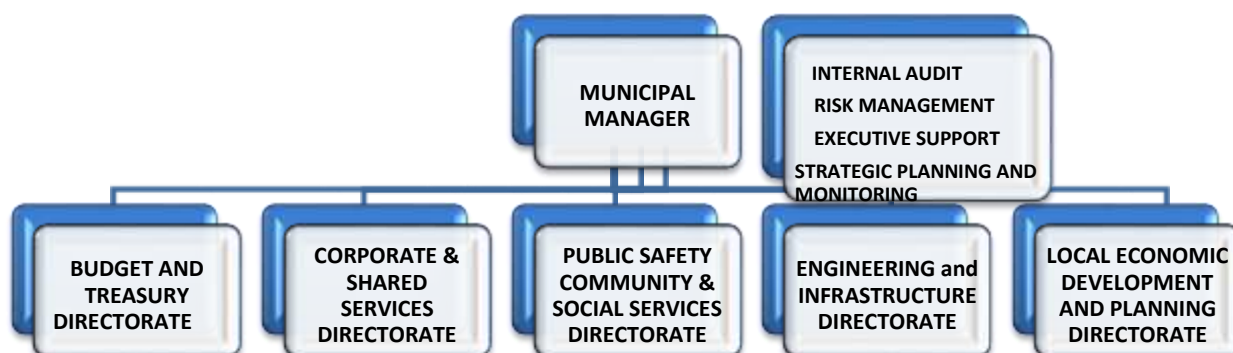 MUNICIPAL
MANAGER
INTERNAL AUDIT
RISK MANAGEMENT
EXECUTIVE SUPPORT
STRATEGIC PLANNING AND
MONITORING
BUDGET AND
TREASURY
DIRECTORATE
CORPORATE &
SHARED
SERVICES
DIRECTORATE
PUBLIC SAFETY
COMMUNITY &
SOCIAL SERVICES
DIRECTORATE
ENGINEERING and
INFRASTRUCTURE
DIRECTORATE
LOCAL ECONOMIC
DEVELOPMENT
AND PLANNING
DIRECTORATE